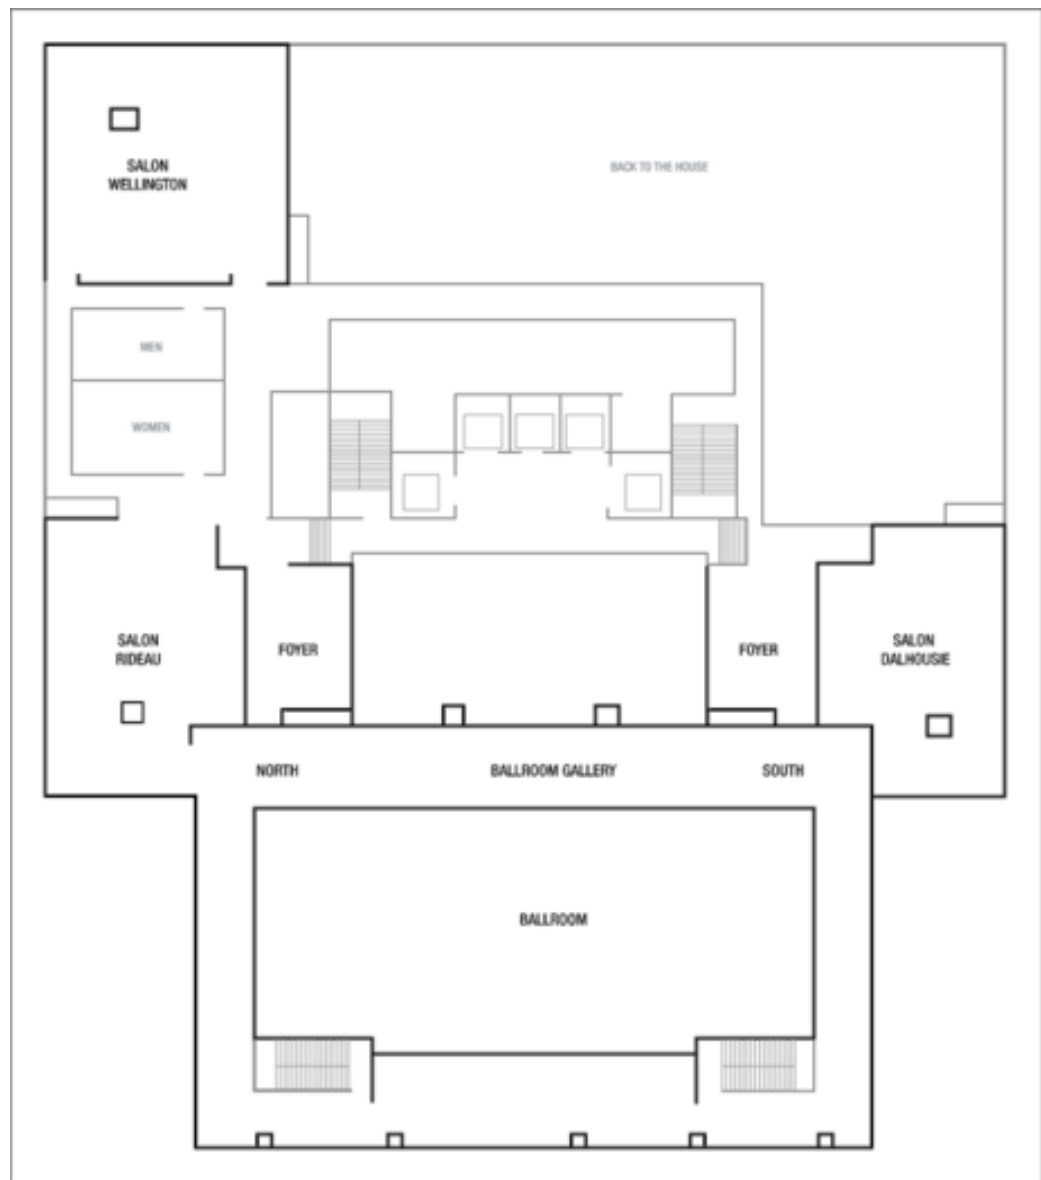 SALON
WELLINGTON
BACK TO THE HOUSE
MEN
WOMEN
SALON
RIDEAU
FOYER
FOYER
SALON
DALHOUSIE
NORTH
BALLROOM GALLERY
SOUTH
BALLROOM